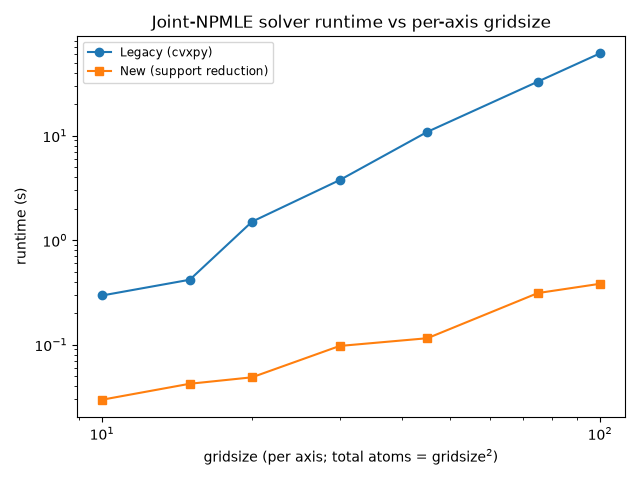 Joint-NPMLE solver runtime vs per-axis gridsize
Legacy (cvxpy)
New (support reduction)
runtime (s)
10¹
10⁰
10⁻¹
10¹
10²
gridsize (per axis; total atoms = gridsize²)